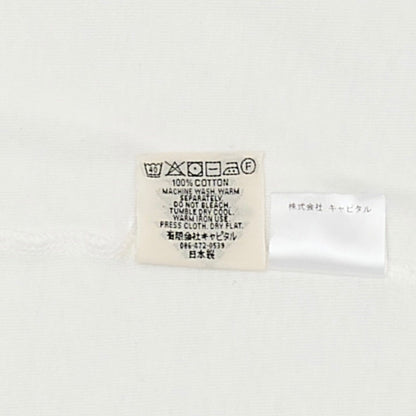 40 F
100% COTTON
MACHINE WASH WARM
SEPARATELY.
DO NOT BLEACH.
TUMBLE DRY COOL.
WARM IRON USE
PRESS CLOTH. DRY FLAT.
有限会社キャピタル
086-472-0539
日本製
株式会社 キャピタル